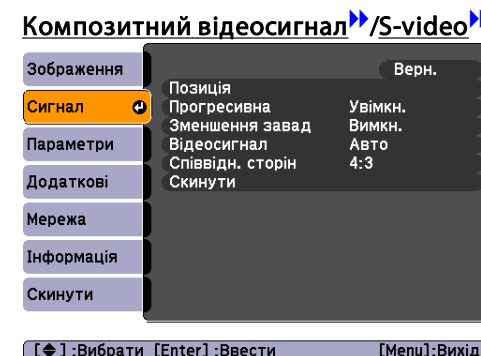 Композитний відеосигнал/S-video
Зображення
Сигнал
Параметри
Додаткові
Мережа
Інформація
Скинути
Верн.
Позиція
Прогресивна Увімкн.
Зменшення завад Вимкн.
Відеосигнал Авто
Співвідн. сторін 4:3
Скинути
[◆] :Вибрати [Enter] :Ввести [Menu]:Вихід